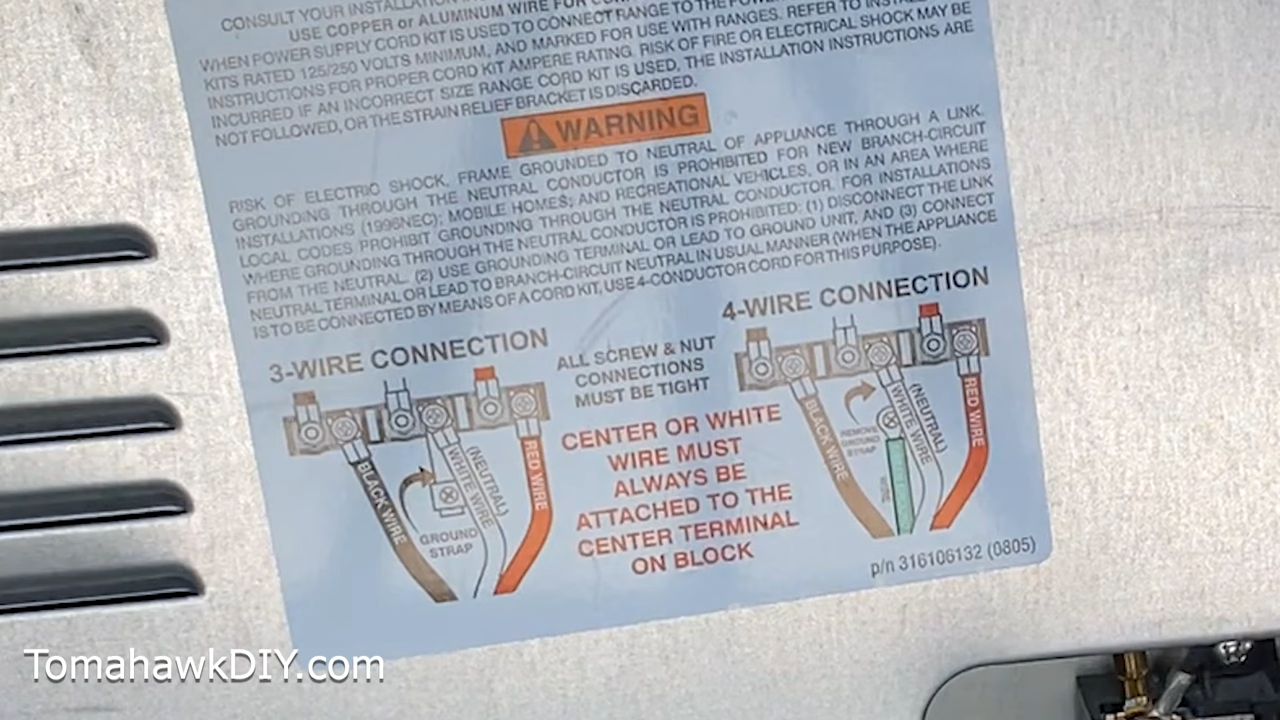 CONSULT YOUR INSTALLATION
USE COPPER or ALUMINUM WIRE FOR
WHEN POWER SUPPLY CORD KIT IS USED TO CONNECT RANGE TO THE
KITS RATED 125/250 VOLTS MINIMUM, AND MARKED FOR USE WITH RANGES. REFER TO
INSTRUCTIONS FOR PROPER CORD KIT AMPERE RATING. RISK OF FIRE OR ELECTRICAL SHOCK MAY BE
INCURRED IF AN INCORRECT SIZE RANGE CORD KIT IS USED, THE INSTALLATION INSTRUCTIONS ARE
NOT FOLLOWED, OR THE STRAIN RELIEF BRACKET IS DISCARDED.
WARNING
RISK OF ELECTRIC SHOCK, FRAME GROUNDED TO NEUTRAL OF APPLIANCE THROUGH A LINK.
GROUNDING THROUGH THE NEUTRAL CONDUCTOR IS PROHIBITED FOR NEW BRANCH-CIRCUIT
INSTALLATIONS (1996NEC); MOBILE HOMES; AND RECREATIONAL VEHICLES, OR IN AN AREA WHERE
LOCAL CODES PROHIBIT GROUNDING THROUGH THE NEUTRAL CONDUCTOR. FOR INSTALLATIONS
WHERE GROUNDING THROUGH THE NEUTRAL CONDUCTOR IS PROHIBITED: (1) DISCONNECT THE LINK
FROM THE NEUTRAL. (2) USE GROUNDING TERMINAL OR LEAD TO GROUND UNIT, AND (3) CONNECT
NEUTRAL TERMINAL OR LEAD TO BRANCH-CIRCUIT NEUTRAL IN USUAL MANNER (WHEN THE APPLIANCE
IS TO BE CONNECTED BY MEANS OF A CORD KIT, USE 4-CONDUCTOR CORD FOR THIS PURPOSE).
3-WIRE CONNECTION
BLACK WIRE
GROUND
STRAP
WHITE WIRE
(NEUTRAL)
RED WIRE
ALL SCREW & NUT
CONNECTIONS
MUST BE TIGHT
CENTER OR WHITE
WIRE MUST
ALWAYS BE
ATTACHED TO THE
CENTER TERMINAL
ON BLOCK
4-WIRE CONNECTION
BLACK WIRE
REMOVE
GROUND
STRAP
WHITE WIRE
(NEUTRAL)
RED WIRE
p/n 316106132 (0805)
TomahawkDIY.com